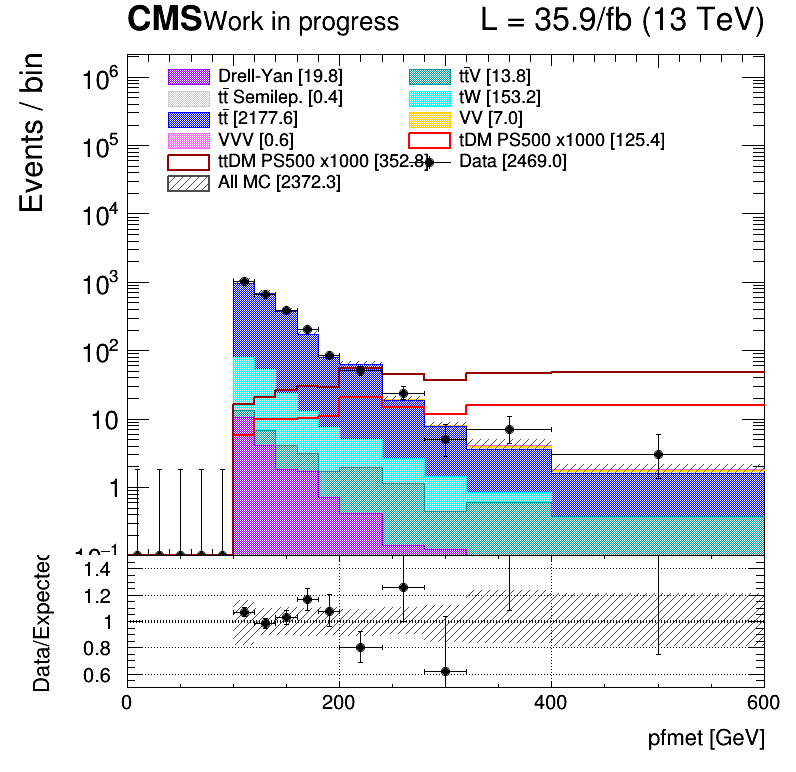 CMS Work in progress L = 35.9/fb (13 TeV)
Events / bin
Drell-Yan [19.8] tt̄V [13.8]
tt̄ Semilep. [0.4] tW [153.2]
tt̄ [2177.6] VV [7.0]
VVV [0.6] tDM PS500 x1000 [125.4]
ttDM PS500 x1000 [352.8] Data [2469.0]
All MC [2372.3]
10⁶
10⁵
10⁴
10³
10²
10
1
10⁻¹
Data/Expected
1.4
1.2
1
0.8
0.6
0 200 400 600
pfmet [GeV]